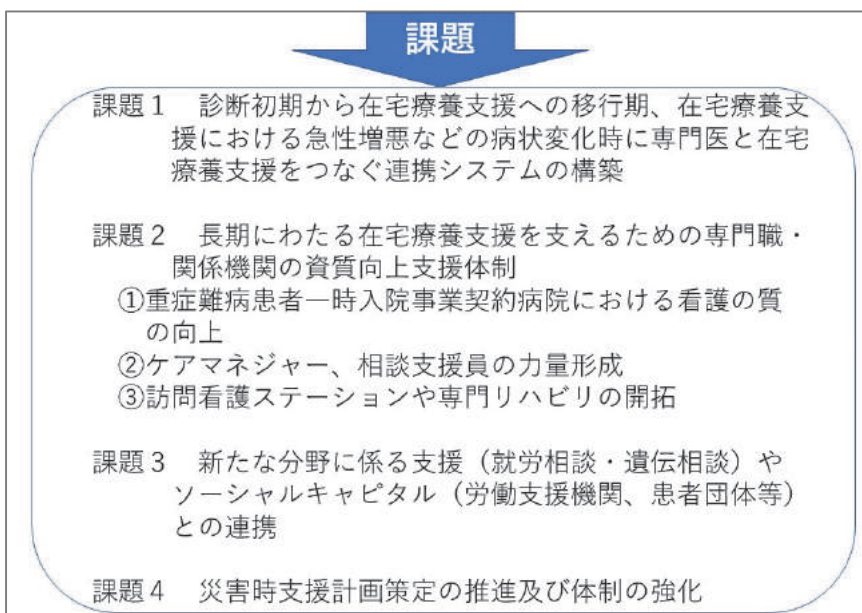 課題
課題1　診断初期から在宅療養支援への移行期、在宅療養支
援における急性増悪などの病状変化時に専門医と在宅
療養支援をつなぐ連携システムの構築
課題2　長期にわたる在宅療養支援を支えるための専門職・
関係機関の資質向上支援体制
①重症難病患者一時入院事業契約病院における看護の質
の向上
②ケアマネジャー、相談支援員の力量形成
③訪問看護ステーションや専門リハビリの開拓
課題3　新たな分野に係る支援（就労相談・遺伝相談）や
ソーシャルキャピタル（労働支援機関、患者団体等）
との連携
課題4　災害時支援計画策定の推進及び体制の強化